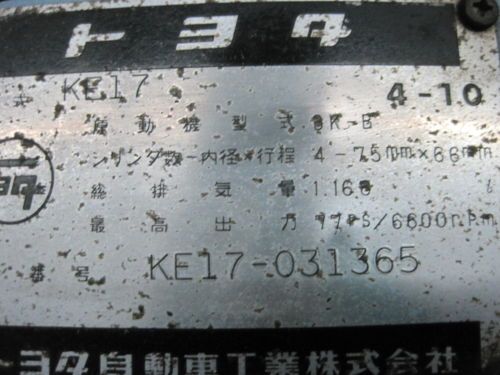 トヨタ
KE17
4-10
原動機型式 3K-B
シリンダ数-内径×行程 4-75mm×66mm
総排気量 1.166
最高出力 77PS/6600r.p.m
番号 KE17-031365
トヨタ自動車工業株式会社